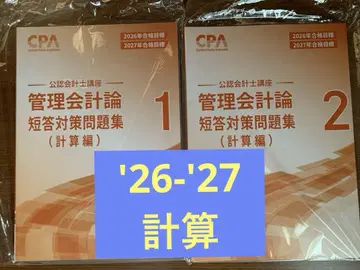 CPA
2026年合格目標
2027年合格目標
公認会計士講座
管理会計論
短答対策問題集
(計算編)
1
CPA
2026年合格目標
2027年合格目標
公認会計士講座
管理会計論
短答対策問題集
(計算編)
2
'26-'27
計算